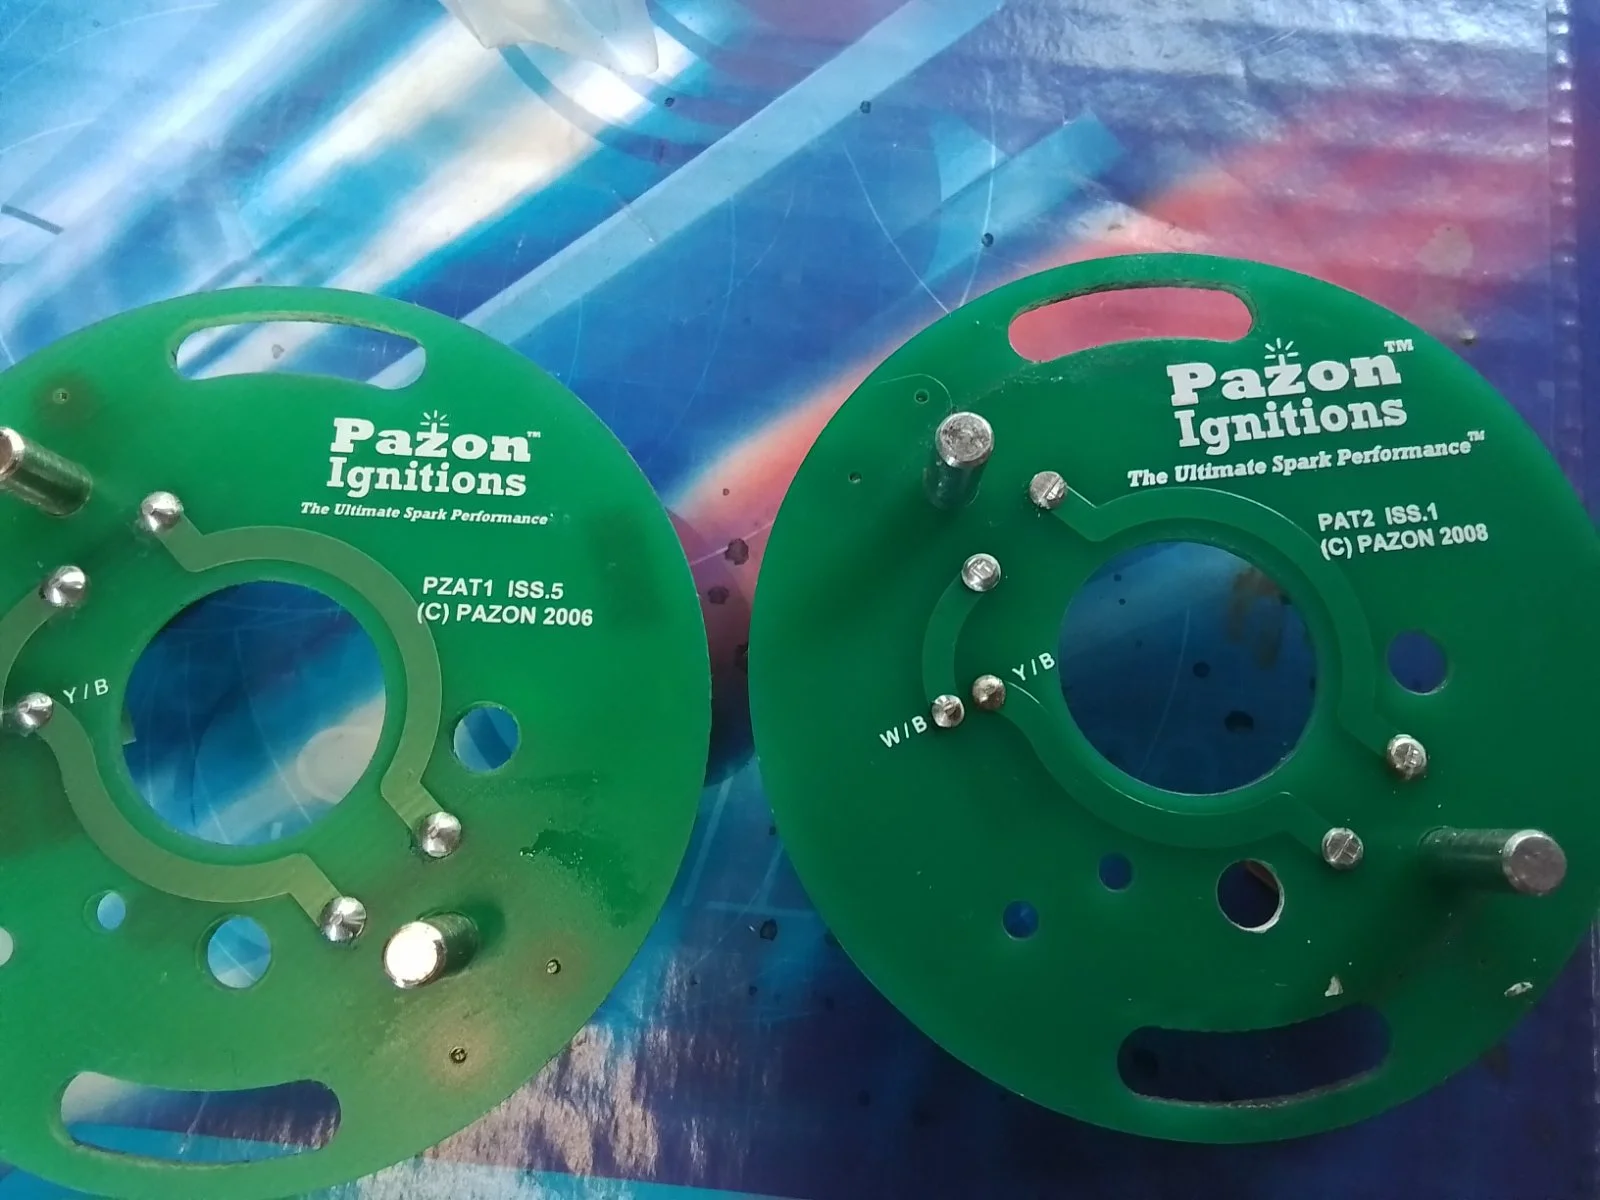 Pazon™
Ignitions
The Ultimate Spark Performance
PZAT1 ISS.5
(C) PAZON 2006
Y/B
Pazon™
Ignitions
The Ultimate Spark Performance™
PAT2 ISS.1
(C) PAZON 2008
Y/B
W/B